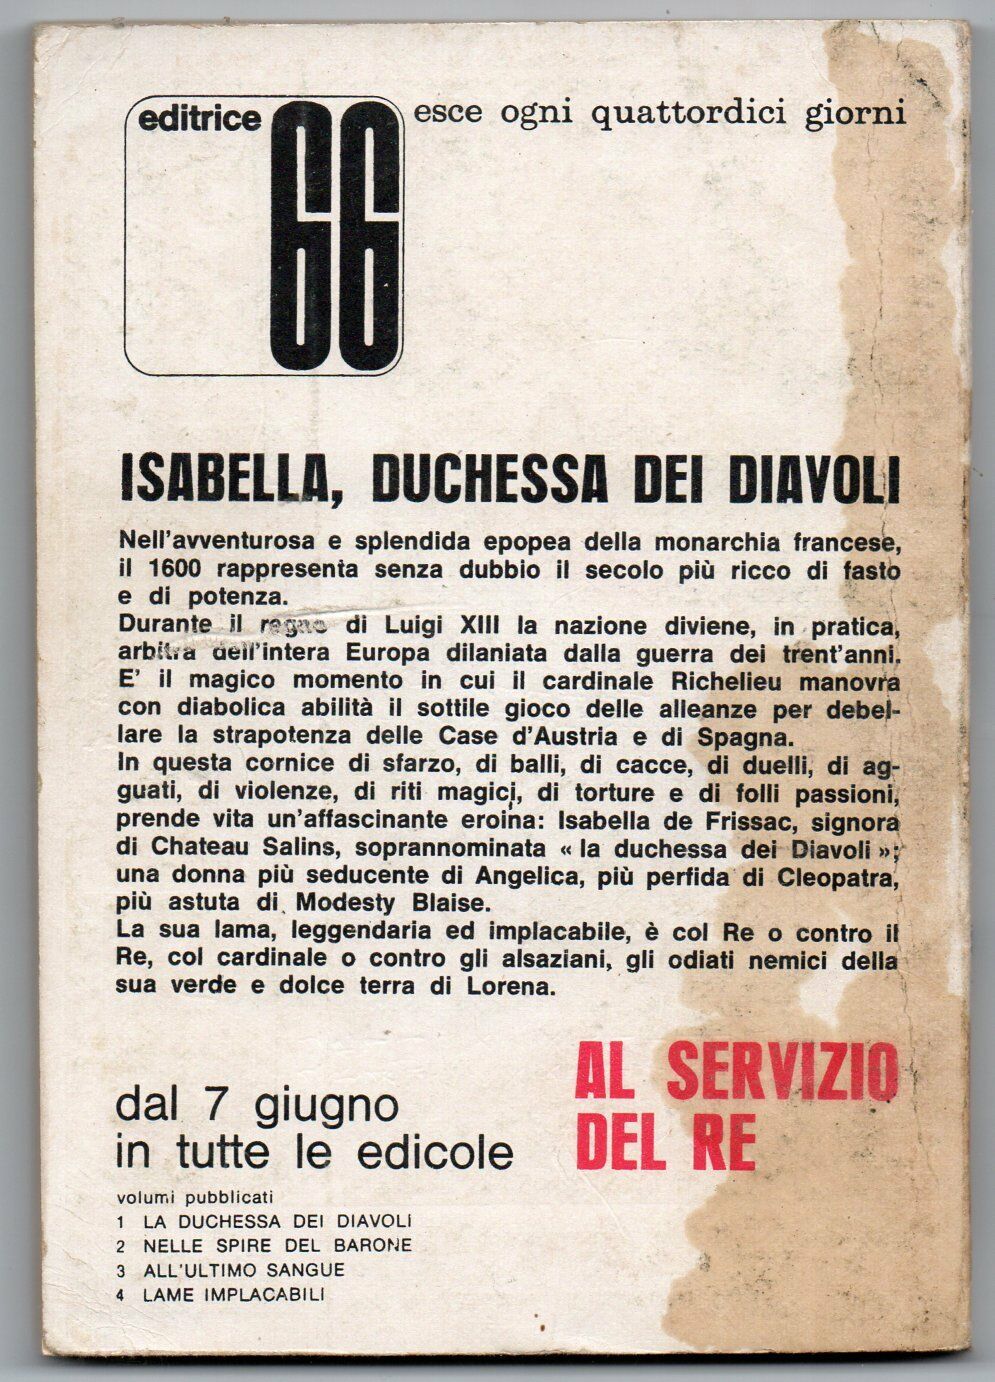 editrice 66
esce ogni quattordici giorni
ISABELLA, DUCHESSA DEI DIAVOLI
Nell'avventurosa e splendida epopea della monarchia francese,
il 1600 rappresenta senza dubbio il secolo più ricco di fasto
e di potenza.
Durante il regno di Luigi XIII la nazione diviene, in pratica,
arbitra dell'intera Europa dilaniata dalla guerra dei trent'anni.
E' il magico momento in cui il cardinale Richelieu manovra
con diabolica abilità il sottile gioco delle alleanze per debel-
lare la strapotenza delle Case d'Austria e di Spagna.
In questa cornice di sfarzo, di balli, di cacce, di duelli, di ag-
guati, di violenze, di riti magici, di torture e di folli passioni,
prende vita un'affascinante eroina: Isabella de Frissac, signora
di Chateau Salins, soprannominata « la duchessa dei Diavoli »;
una donna più seducente di Angelica, più perfida di Cleopatra,
più astuta di Modesty Blaise.
La sua lama, leggendaria ed implacabile, è col Re o contro il
Re, col cardinale o contro gli alsaziani, gli odiati nemici della
sua verde e dolce terra di Lorena.
AL SERVIZIO
DEL RE
dal 7 giugno
in tutte le edicole
volumi pubblicati
1 LA DUCHESSA DEI DIAVOLI
2 NELLE SPIRE DEL BARONE
3 ALL'ULTIMO SANGUE
4 LAME IMPLACABILI